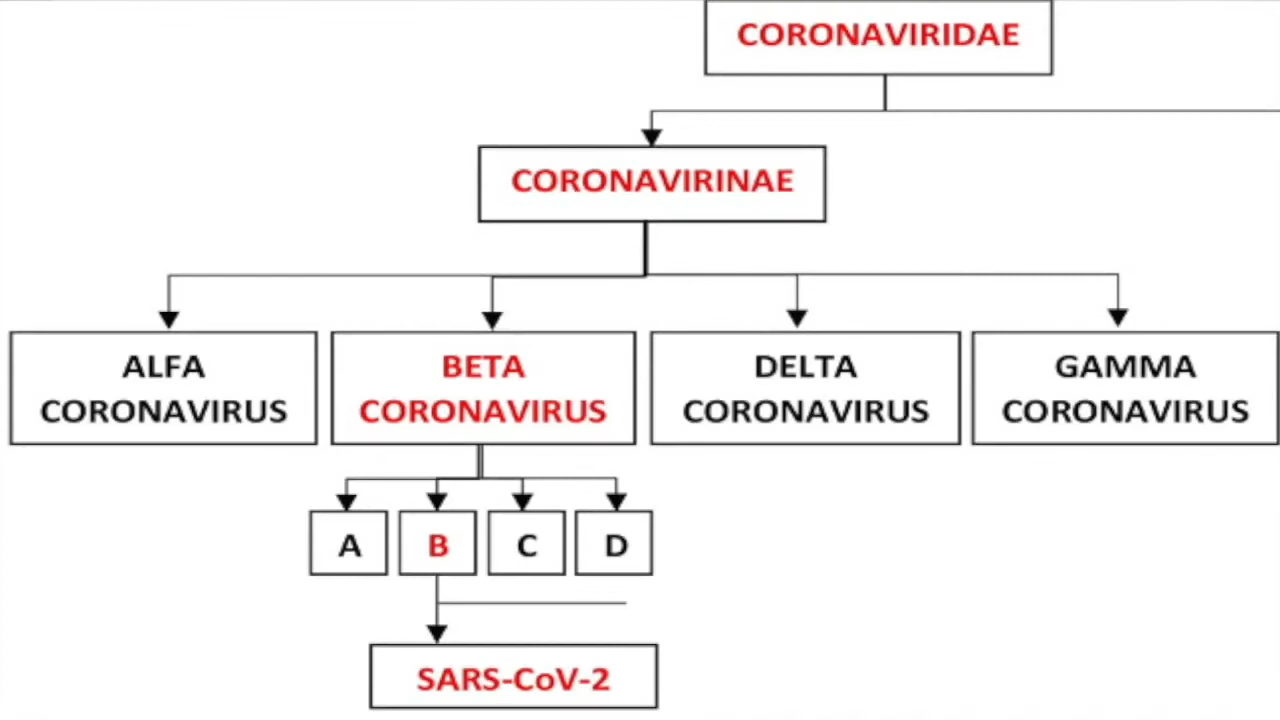 CORONAVIRIDAE
CORONAVIRINAE
ALFA
CORONAVIRUS
BETA
CORONAVIRUS
DELTA
CORONAVIRUS
GAMMA
CORONAVIRUS
A
B
C
D
SARS-CoV-2